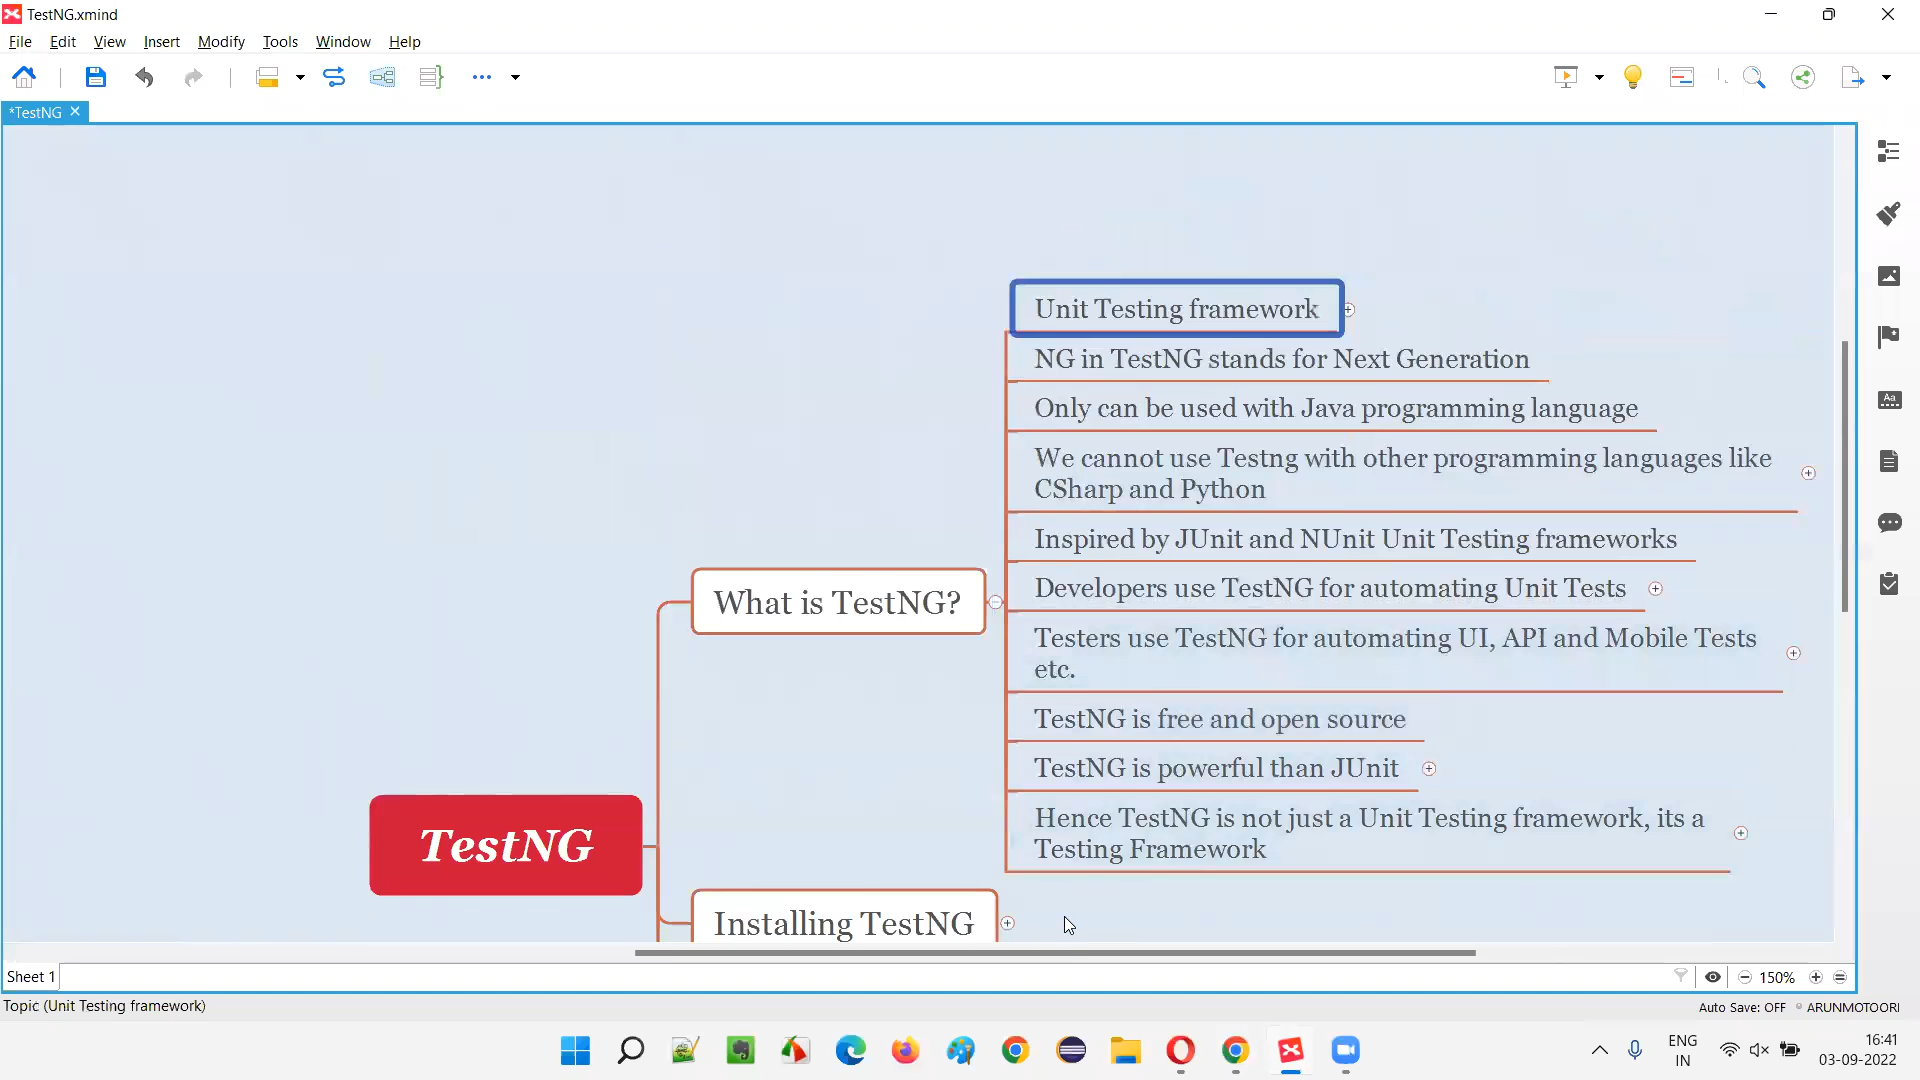 TestNG.xmind
File Edit View Insert Modify Tools Window Help
*TestNG
Unit Testing framework
NG in TestNG stands for Next Generation
Only can be used with Java programming language
We cannot use Testng with other programming languages like
CSharp and Python
Inspired by JUnit and NUnit Unit Testing frameworks
What is TestNG?
Developers use TestNG for automating Unit Tests
Testers use TestNG for automating UI, API and Mobile Tests
etc.
TestNG is free and open source
TestNG is powerful than JUnit
Hence TestNG is not just a Unit Testing framework, its a
Testing Framework
TestNG
Installing TestNG
Sheet 1
150%
Topic (Unit Testing framework)
Auto Save: OFF
ARUNMOTOORI
ENG
IN
16:41
03-09-2022
Aa